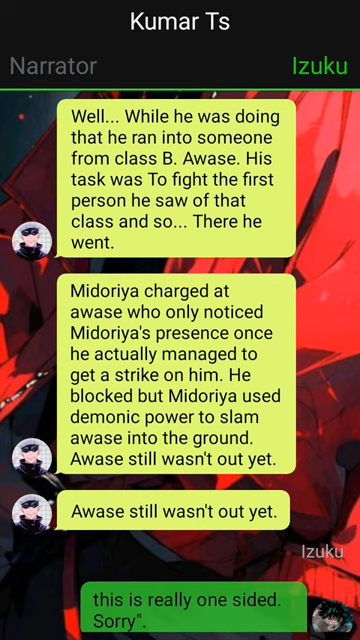 Kumar Ts
Narrator
Izuku
Well... While he was doing
that he ran into someone
from class B. Awase. His
task was To fight the first
person he saw of that
class and so... There he
went.
Midoriya charged at
awase who only noticed
Midoriya's presence once
he actually managed to
get a strike on him. He
blocked but Midoriya used
demonic power to slam
awase into the ground.
Awase still wasn't out yet.
Awase still wasn't out yet.
Izuku
this is really one sided.
Sorry".